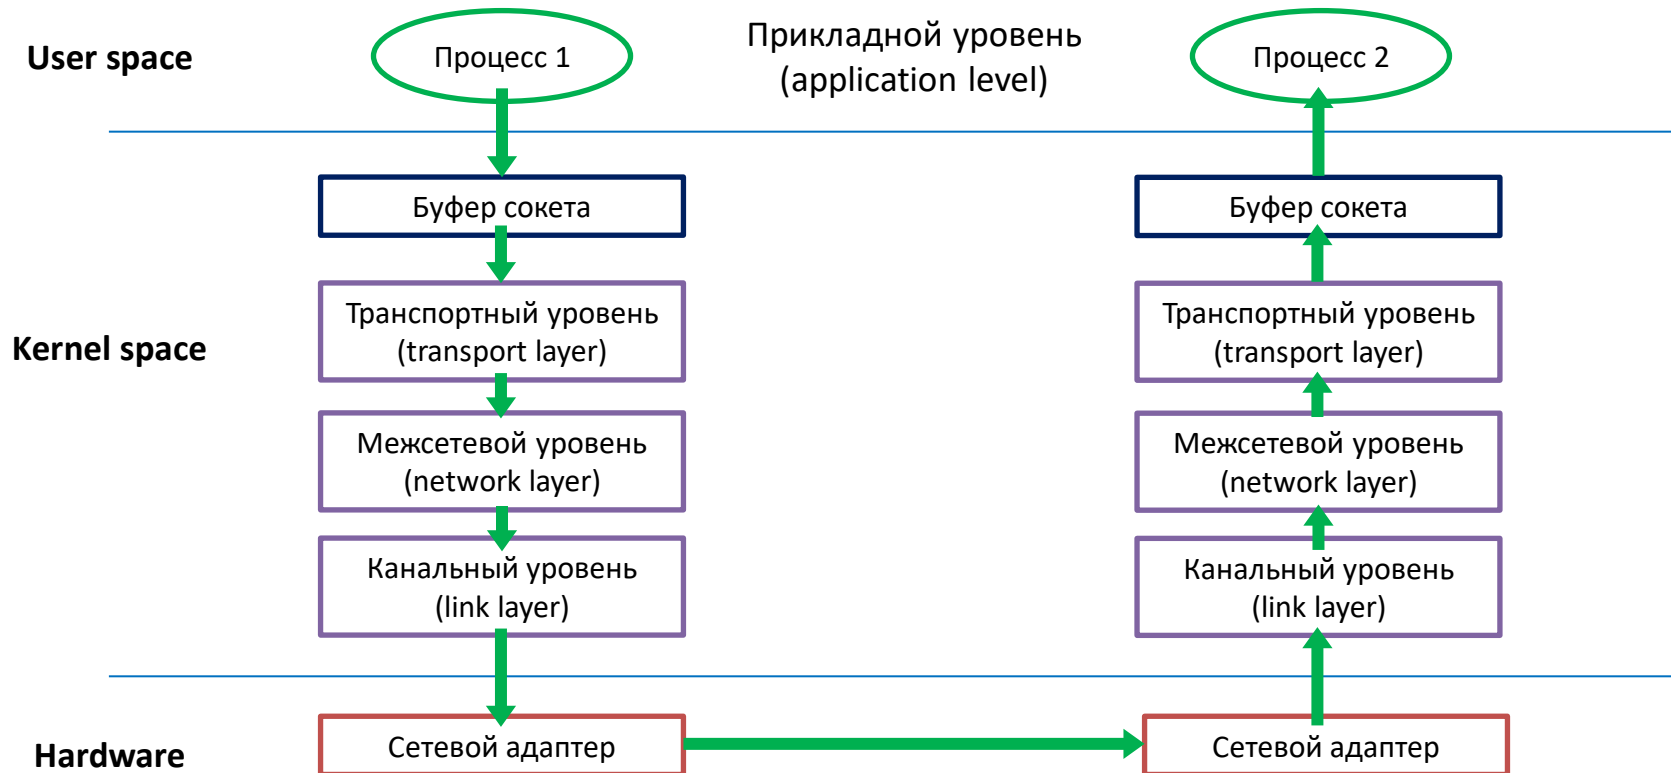 User space
Процесс 1
Прикладной уровень
(application level)
Процесс 2
Буфер сокета
Буфер сокета
Kernel space
Транспортный уровень
(transport layer)
Транспортный уровень
(transport layer)
Межсетевой уровень
(network layer)
Межсетевой уровень
(network layer)
Канальный уровень
(link layer)
Канальный уровень
(link layer)
Hardware
Сетевой адаптер
Сетевой адаптер